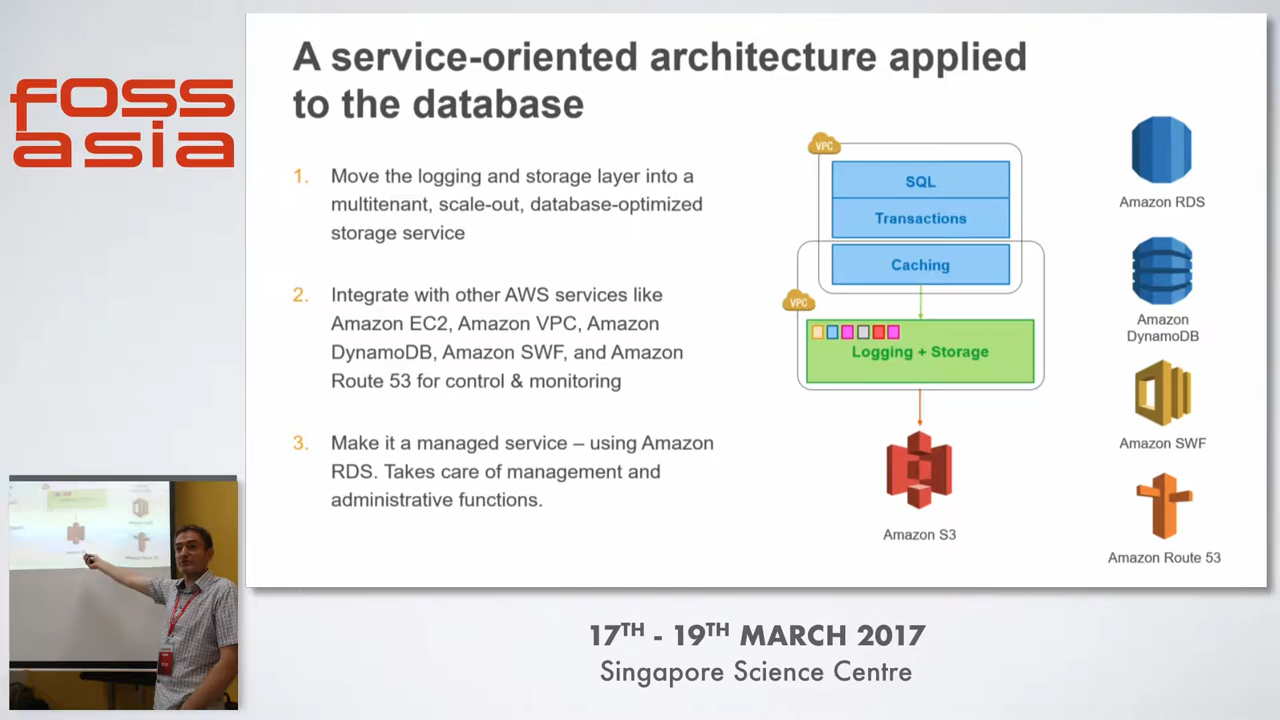 FOSS
asia
A service-oriented architecture applied
to the database
1. Move the logging and storage layer into a
multitenant, scale-out, database-optimized
storage service
2. Integrate with other AWS services like
Amazon EC2, Amazon VPC, Amazon
DynamoDB, Amazon SWF, and Amazon
Route 53 for control & monitoring
3. Make it a managed service – using Amazon
RDS. Takes care of management and
administrative functions.
VPC
SQL
Transactions
Caching
VPC
Logging + Storage
Amazon S3
Amazon RDS
Amazon
DynamoDB
Amazon SWF
Amazon Route 53
17TH - 19TH MARCH 2017
Singapore Science Centre